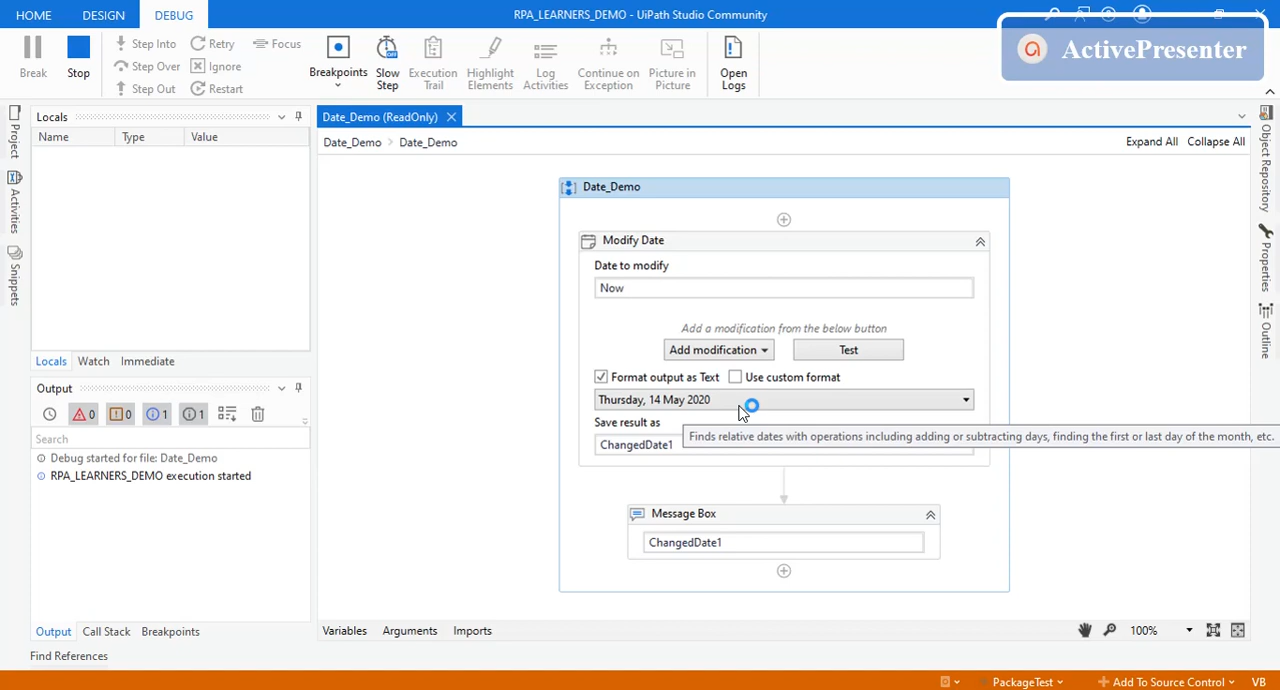 HOME
DESIGN
DEBUG
RPA_LEARNERS_DEMO - UiPath Studio Community
Break
Stop
Step Into
Step Over
Step Out
Retry
Ignore
Restart
Focus
Breakpoints
Slow
Step
Execution
Trail
Highlight
Elements
Log
Activities
Continue on
Exception
Picture in
Picture
Open
Logs
ActivePresenter
Project
Activities
Snippets
Locals
Name
Type
Value
Locals
Watch
Immediate
Output
0
0
1
1
Search
Debug started for file: Date_Demo
RPA_LEARNERS_DEMO execution started
Output
Call Stack
Breakpoints
Find References
Date_Demo (ReadOnly)
Date_Demo > Date_Demo
Expand All
Collapse All
Date_Demo
Modify Date
Date to modify
Now
Add a modification from the below button
Add modification
Test
Format output as Text
Use custom format
Thursday, 14 May 2020
Save result as
Finds relative dates with operations including adding or subtracting days, finding the first or last day of the month, etc.
ChangedDate1
Message Box
ChangedDate1
Variables
Arguments
Imports
100%
Object Repository
Properties
Outline
PackageTest
Add To Source Control
VB